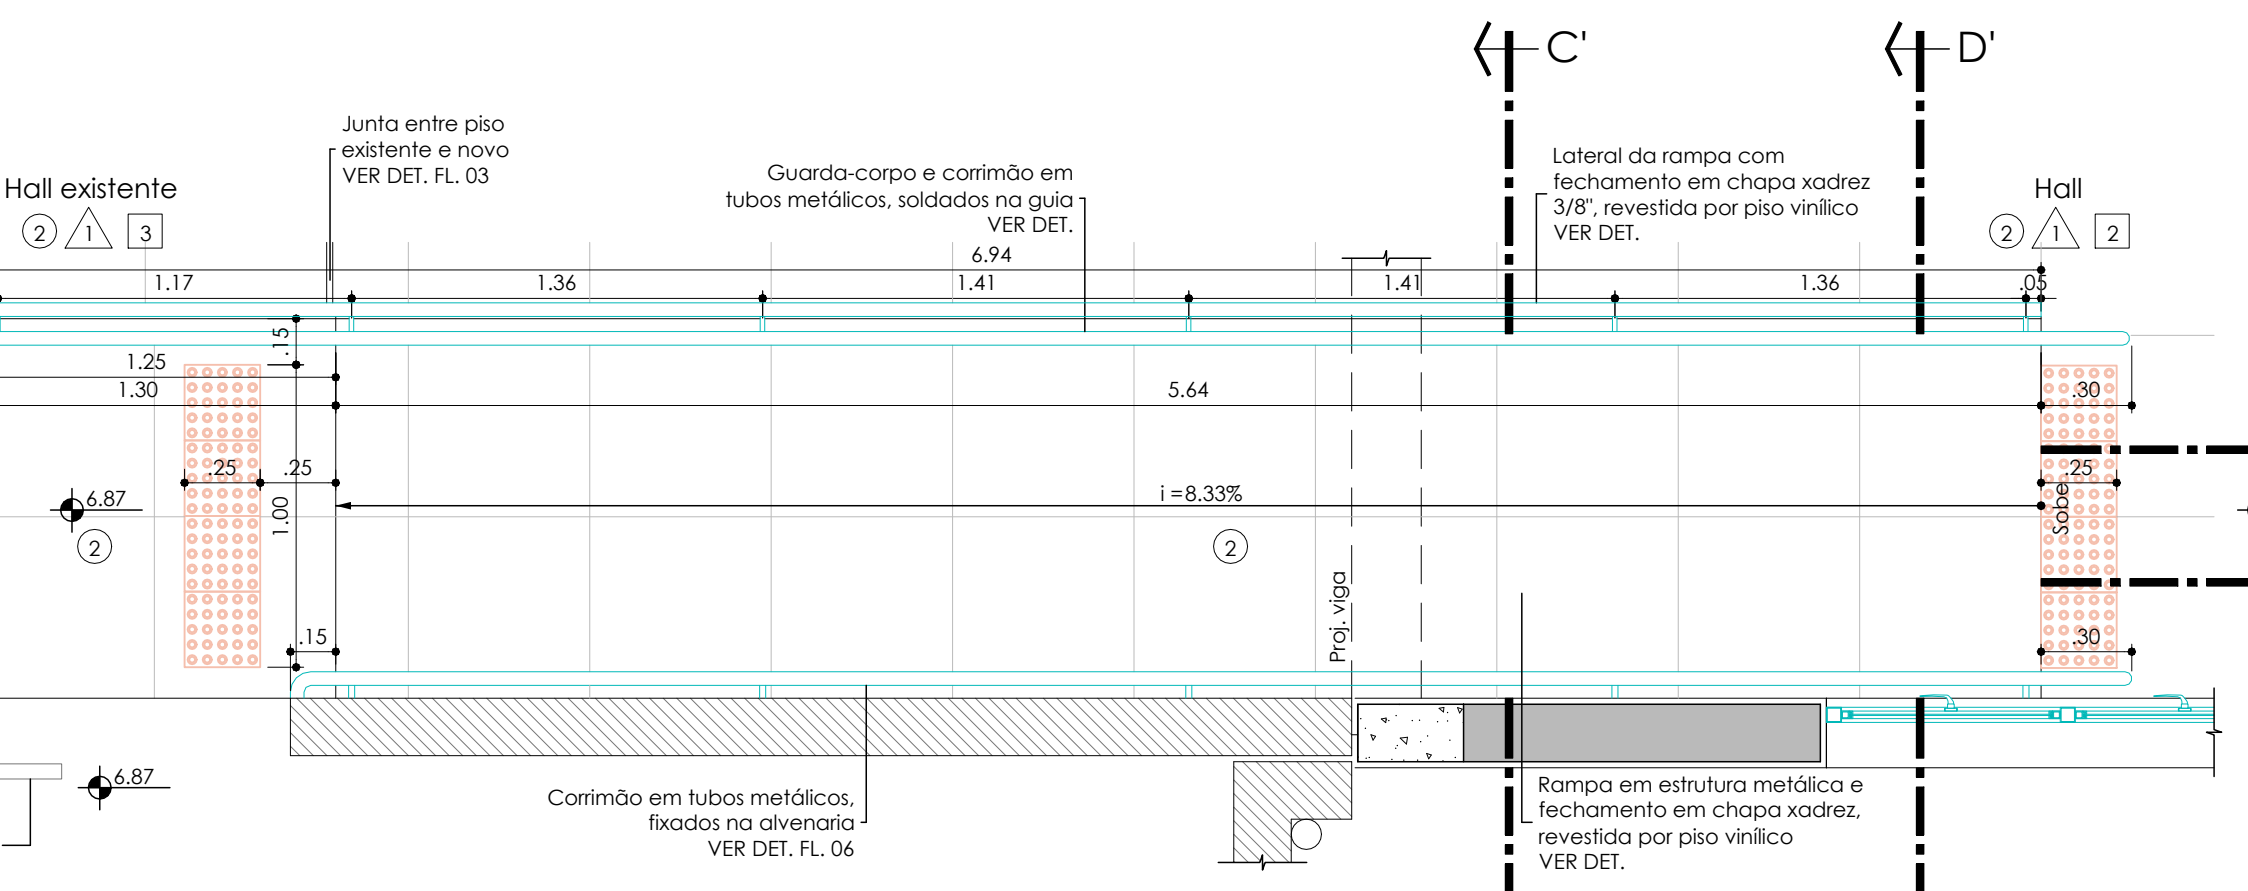 C'
D'
Junta entre piso
existente e novo
VER DET. FL. 03
Guarda-corpo e corrimão em
tubos metálicos, soldados na guia
VER DET.
Lateral da rampa com
fechamento em chapa xadrez
3/8", revestida por piso vinílico
VER DET.
Hall existente
2 1 3
Hall
2 1 2
6.94
1.17 1.36 1.41 1.41 1.36 .05
.15
1.25
1.30 5.64 .30
.25 .25 .25
1.00
6.87
2
i =8.33%
Sobe
2
Proj. viga
.15 .30
6.87
Corrimão em tubos metálicos,
fixados na alvenaria
VER DET. FL. 06
Rampa em estrutura metálica e
fechamento em chapa xadrez,
revestida por piso vinílico
VER DET.